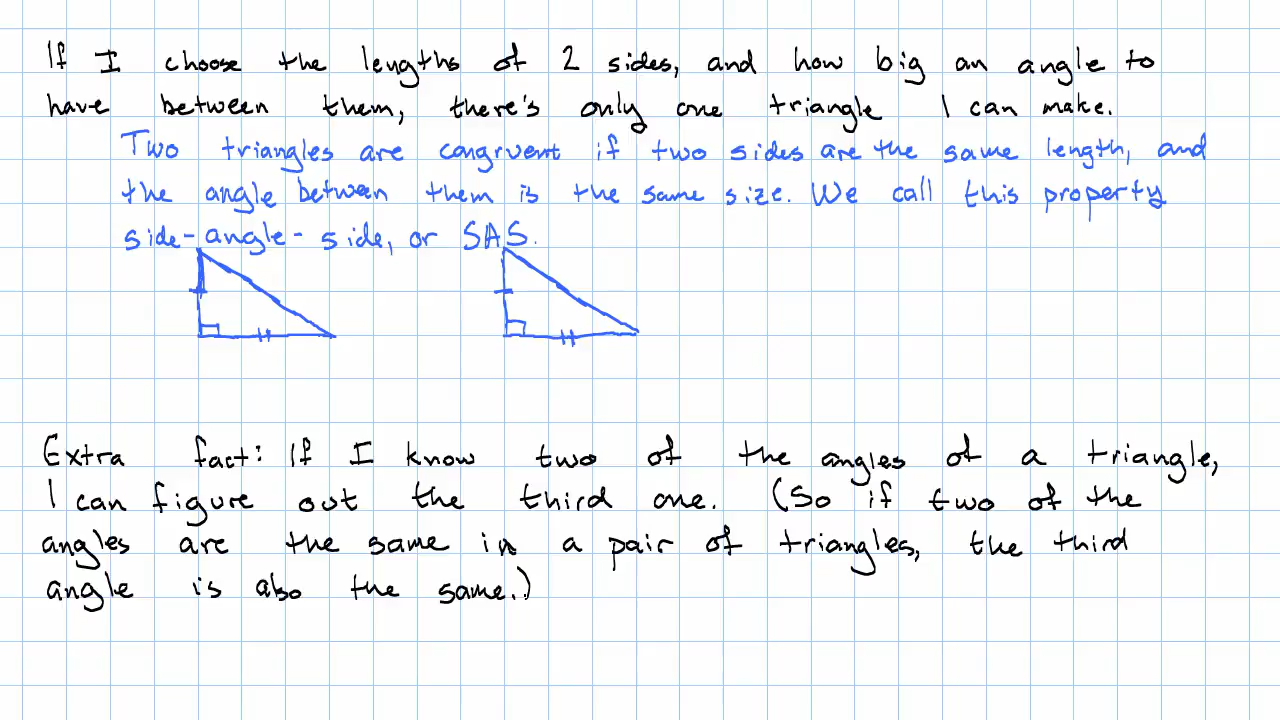 If I choose the lengths of 2 sides, and how big an angle to
have between them, there's only one triangle I can make.
Two triangles are congruent if two sides are the same length, and
the angle between them is the same size. We call this property
side-angle-side, or SAS.
Extra fact: If I know two of the angles of a triangle,
I can figure out the third one. (So if two of the
angles are the same in a pair of triangles, the third
angle is also the same.)